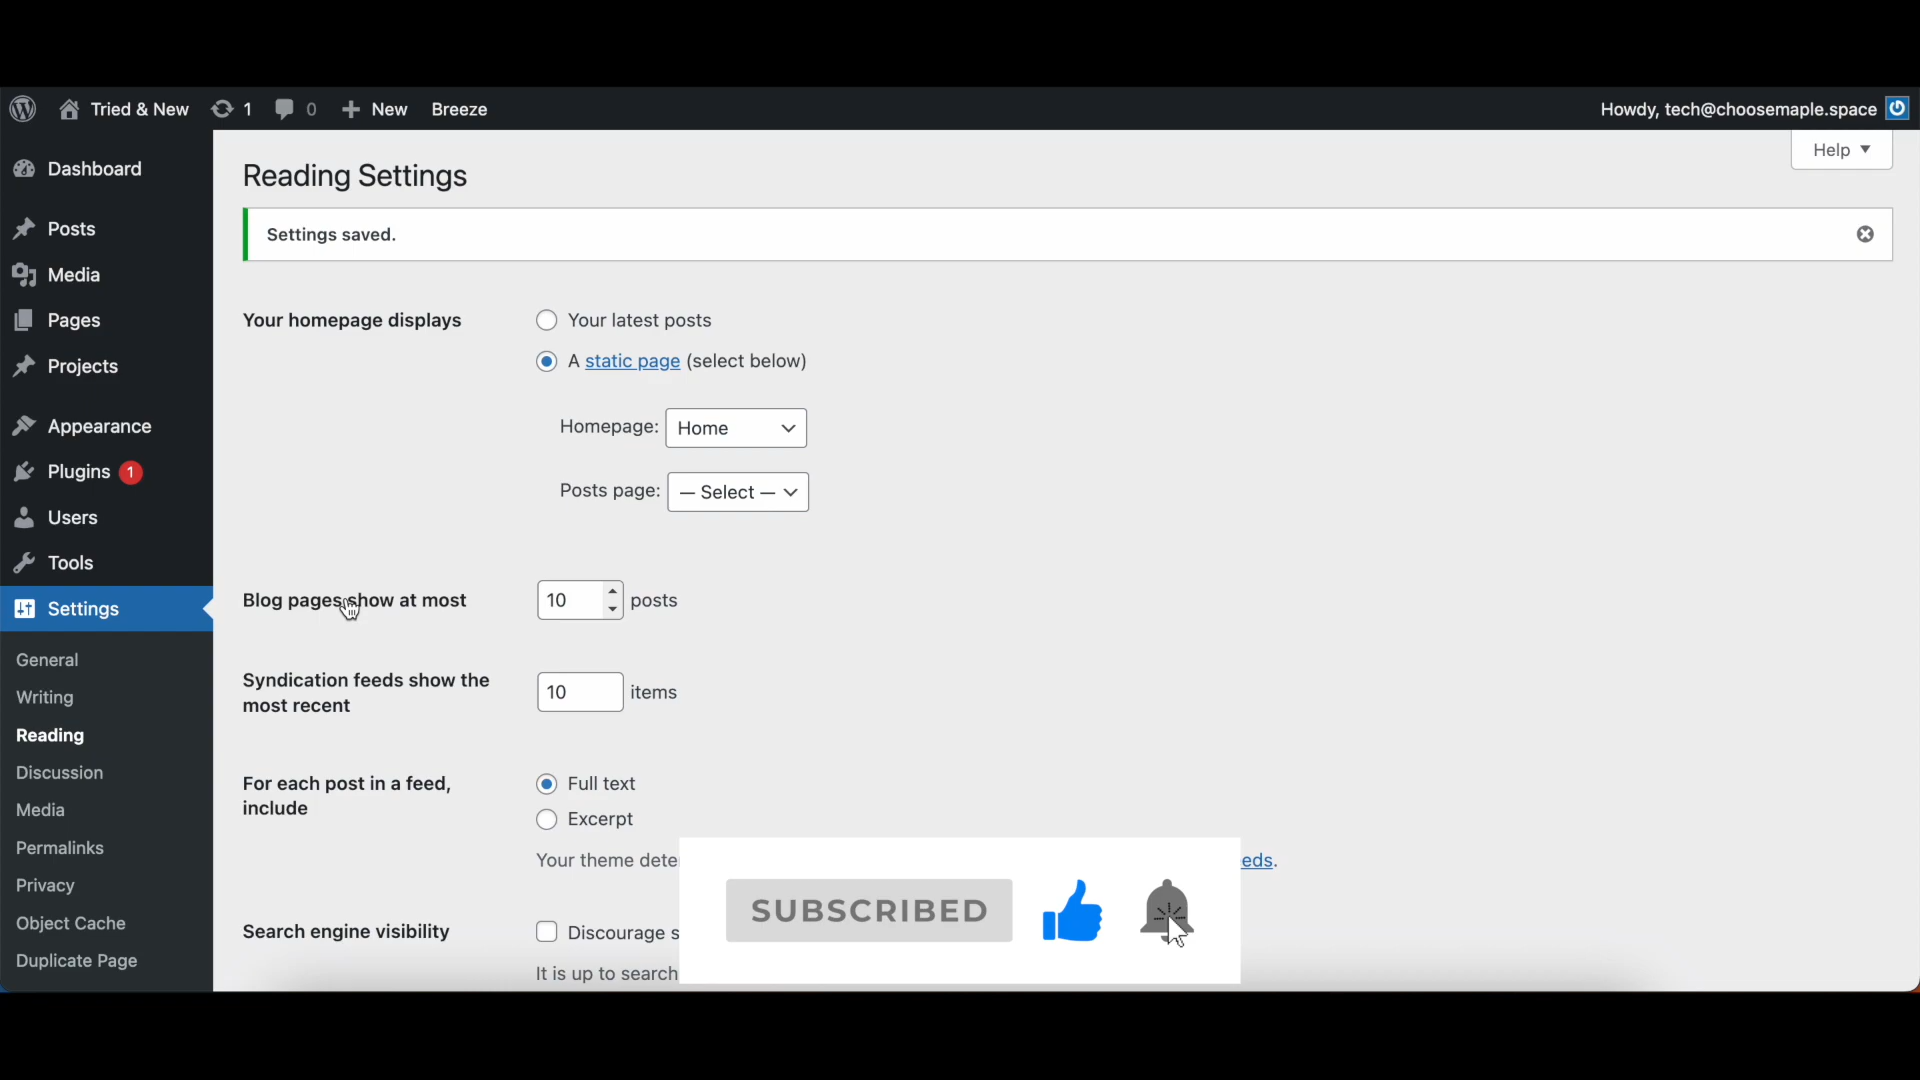 Tried & New 1 0 New Breeze Howdy, tech@choosemaple.space
Help
Dashboard
Posts
Media
Pages
Projects
Appearance
Plugins 1
Users
Tools
Settings
General
Writing
Reading
Discussion
Media
Permalinks
Privacy
Object Cache
Duplicate Page
Reading Settings
Settings saved.
Your homepage displays
Your latest posts
A static page (select below)
Homepage: Home
Posts page: — Select —
Blog pages show at most 10 posts
Syndication feeds show the
most recent
10 items
For each post in a feed,
include
Full text
Excerpt
Your theme
Search engine visibility
Discourage
It is up to search
SUBSCRIBED